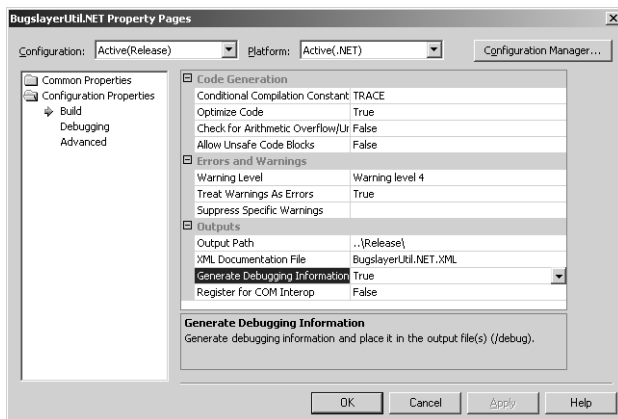 BugslayerUtil.NET Property Pages
Configuration: Active(Release) Platform: Active(.NET) Configuration Manager...
Common Properties
Configuration Properties
Build
Debugging
Advanced
Code Generation
Conditional Compilation Constant TRACE
Optimize Code True
Check for Arithmetic Overflow/Ur False
Allow Unsafe Code Blocks False
Errors and Warnings
Warning Level Warning level 4
Treat Warnings As Errors True
Suppress Specific Warnings
Outputs
Output Path ..\Release\
XML Documentation File BugslayerUtil.NET.XML
Generate Debugging Information True
Register for COM Interop False
Generate Debugging Information
Generate debugging information and place it in the output file(s) (/debug).
OK Cancel Apply Help